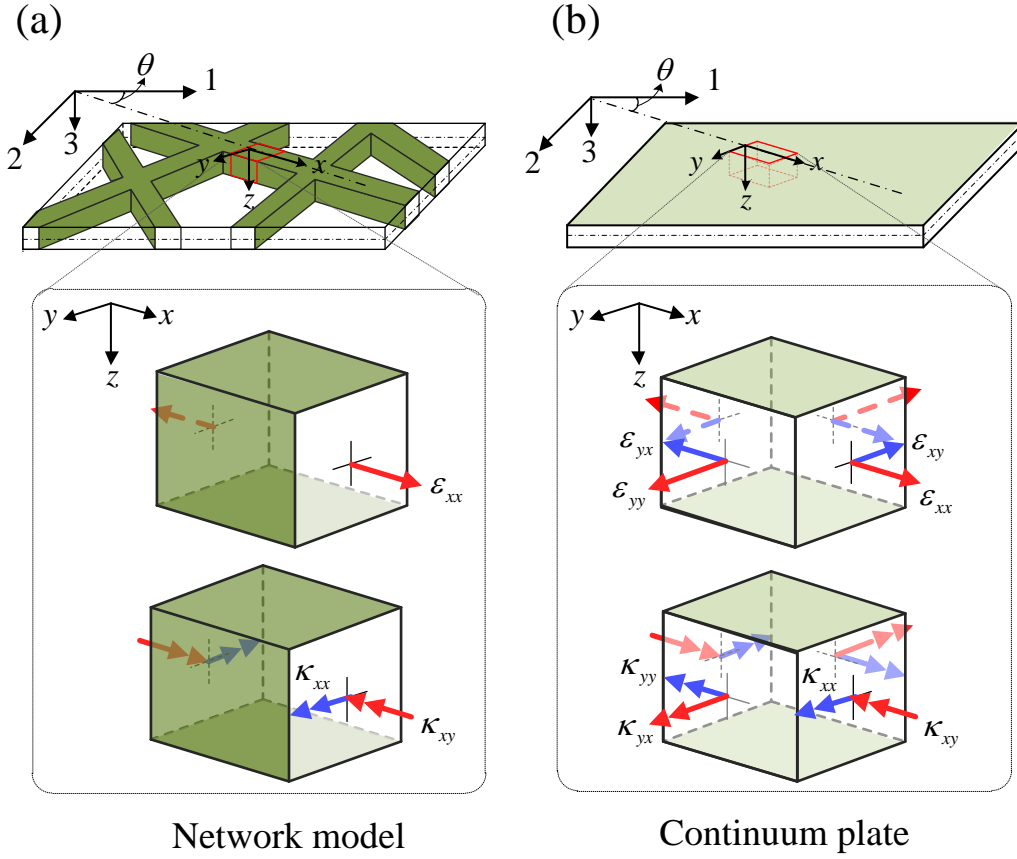 (a)
θ
1
2
3
y
x
z
y
x
z
ε_xx
κ_xx
κ_xy
Network model
(b)
θ
1
2
3
y
x
z
y
x
z
ε_yx
ε_xy
ε_yy
ε_xx
κ_yy
κ_xx
κ_yx
κ_xy
Continuum plate